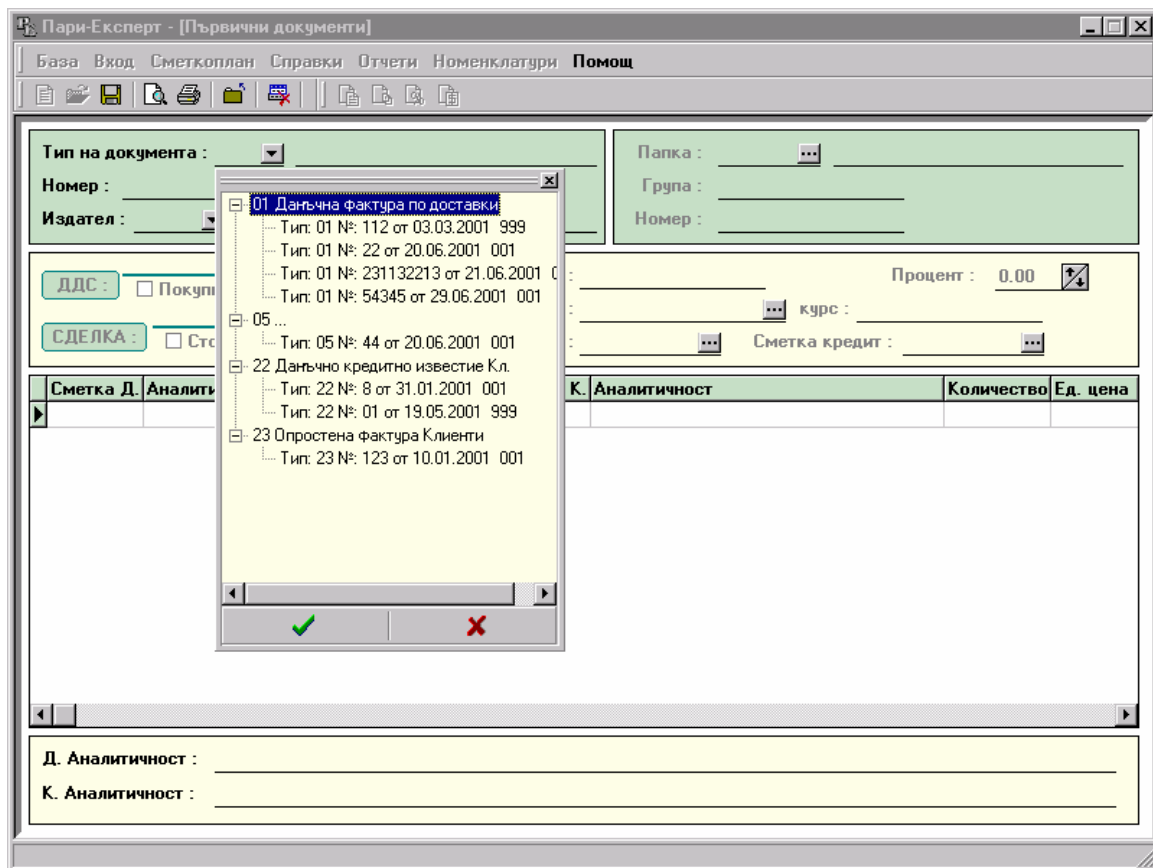 Пари-Експерт - [Първични документи]
База Вход Сметкоплан Справки Отчети Номенклатури Помощ
Тип на документа :
Номер :
Издател :
Папка :
Група :
Номер :
01 Данъчна фактура по доставки
Тип: 01 №: 112 от 03.03.2001 999
Тип: 01 №: 22 от 20.06.2001 001
Тип: 01 №: 231132213 от 21.06.2001
Тип: 01 №: 54345 от 29.06.2001 001
05 ...
Тип: 05 №: 44 от 20.06.2001 001
22 Данъчно кредитно известие Кл.
Тип: 22 №: 8 от 31.01.2001 001
Тип: 22 №: 01 от 19.05.2001 999
23 Опростена фактура Клиенти
Тип: 23 №: 123 от 10.01.2001 001
ДДС :
: Процент : 0.00
: курс :
СДЕЛКА :
: Сметка кредит :
Сметка Д. К. Аналитичност Количество Ед. цена
Д. Аналитичност :
К. Аналитичност :